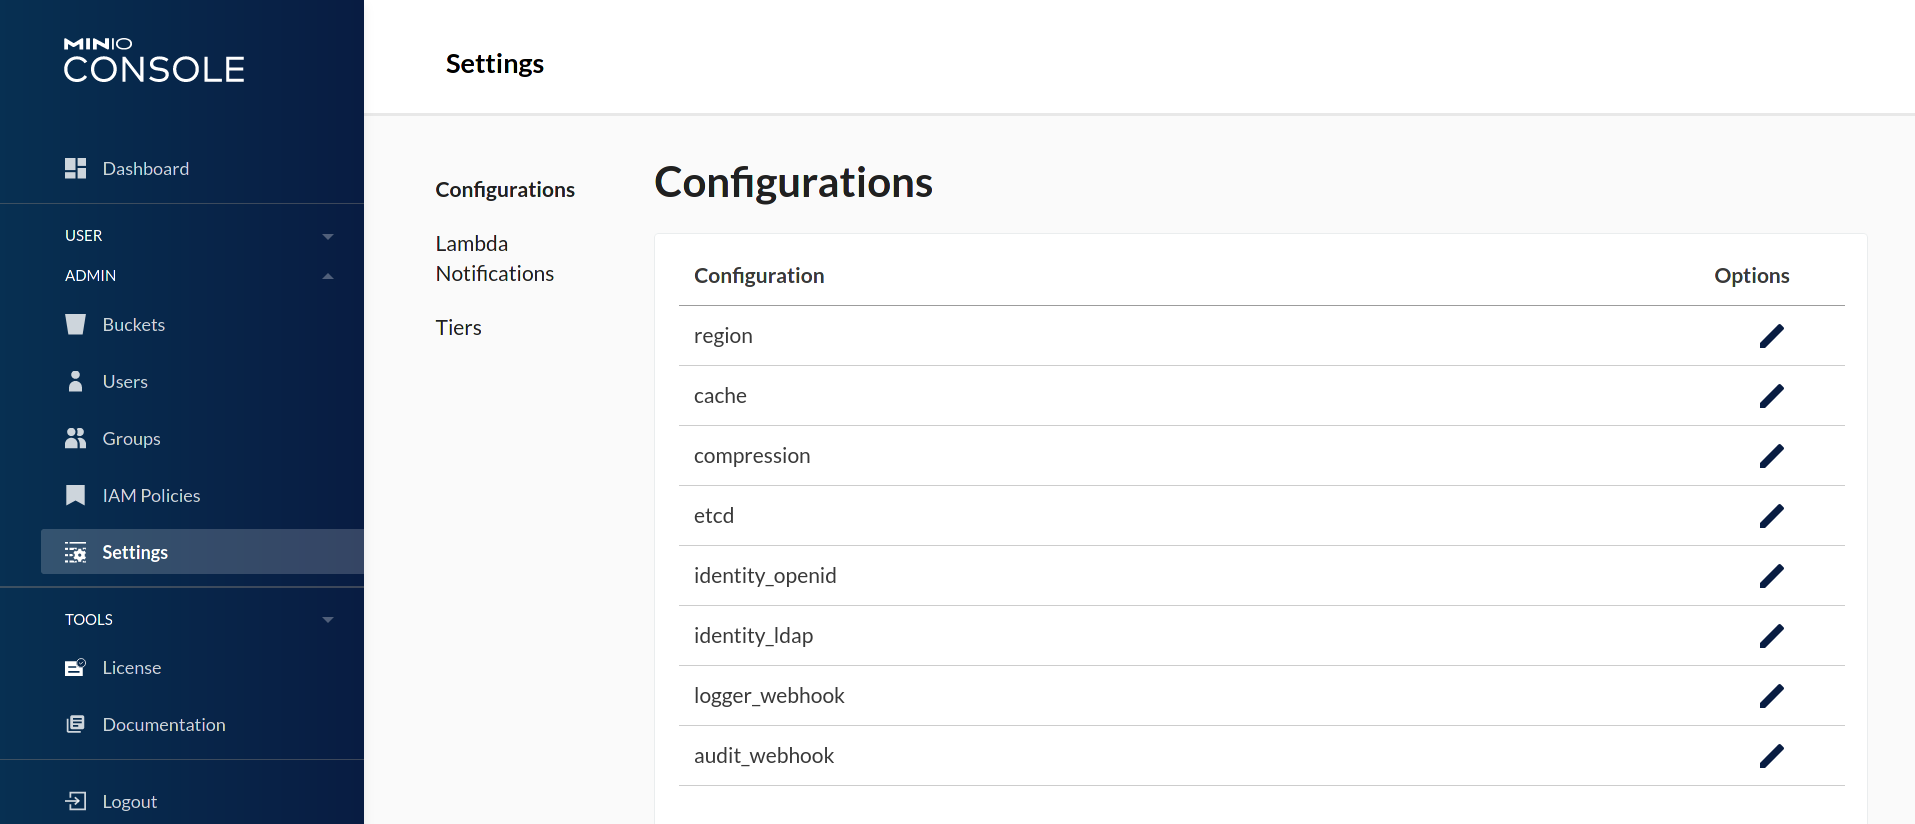 MINIO
CONSOLE
Dashboard
USER
ADMIN
Buckets
Users
Groups
IAM Policies
Settings
TOOLS
License
Documentation
Logout
Settings
Configurations
Lambda
Notifications
Tiers
Configurations
Configuration Options
region
cache
compression
etcd
identity_openid
identity_ldap
logger_webhook
audit_webhook